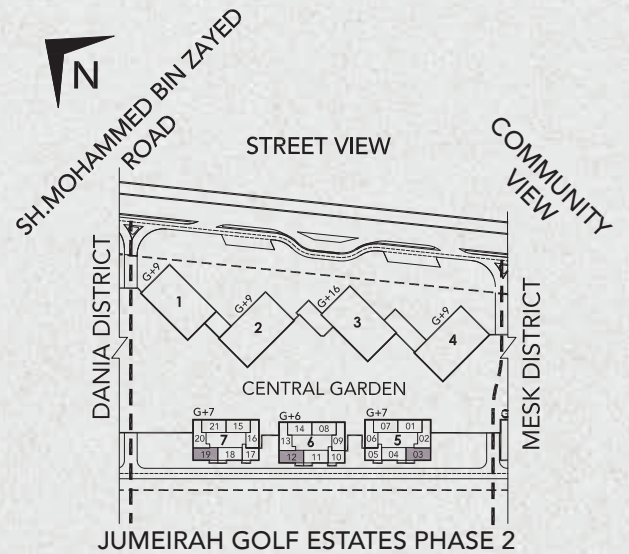 N
SH.MOHAMMED BIN ZAYED
ROAD
STREET VIEW
COMMUNITY
VIEW
DANIA DISTRICT
MESK DISTRICT
G+9
1
G+9
2
G+16
3
G+9
4
CENTRAL GARDEN
G+7
21 15
20 7 16
19 18 17
G+6
14 08
13 6 09
12 11 10
G+7
07 01
06 5 02
05 04 03
G
JUMEIRAH GOLF ESTATES PHASE 2